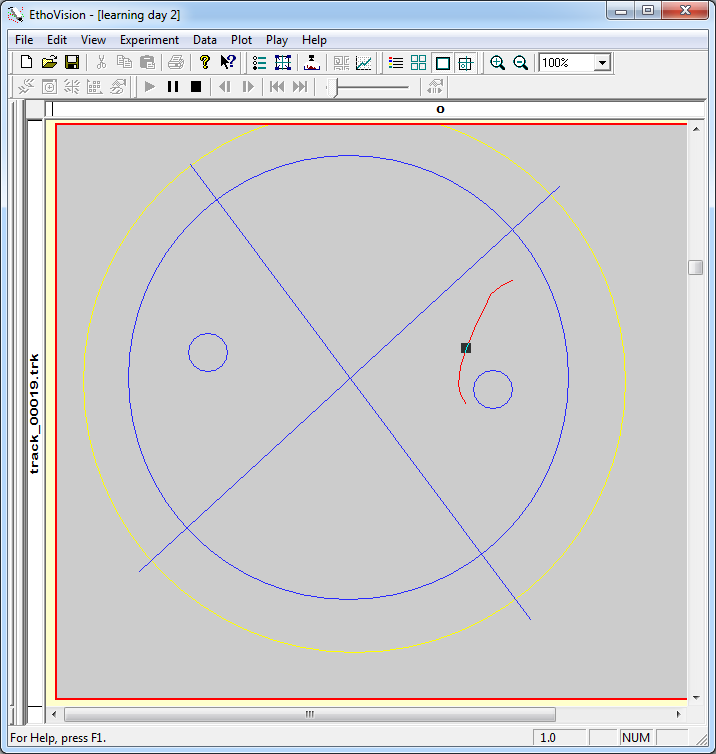 EthoVision - [learning day 2]
File Edit View Experiment Data Plot Play Help
100%
o
track_00019.trk
For Help, press F1.
1.0
NUM